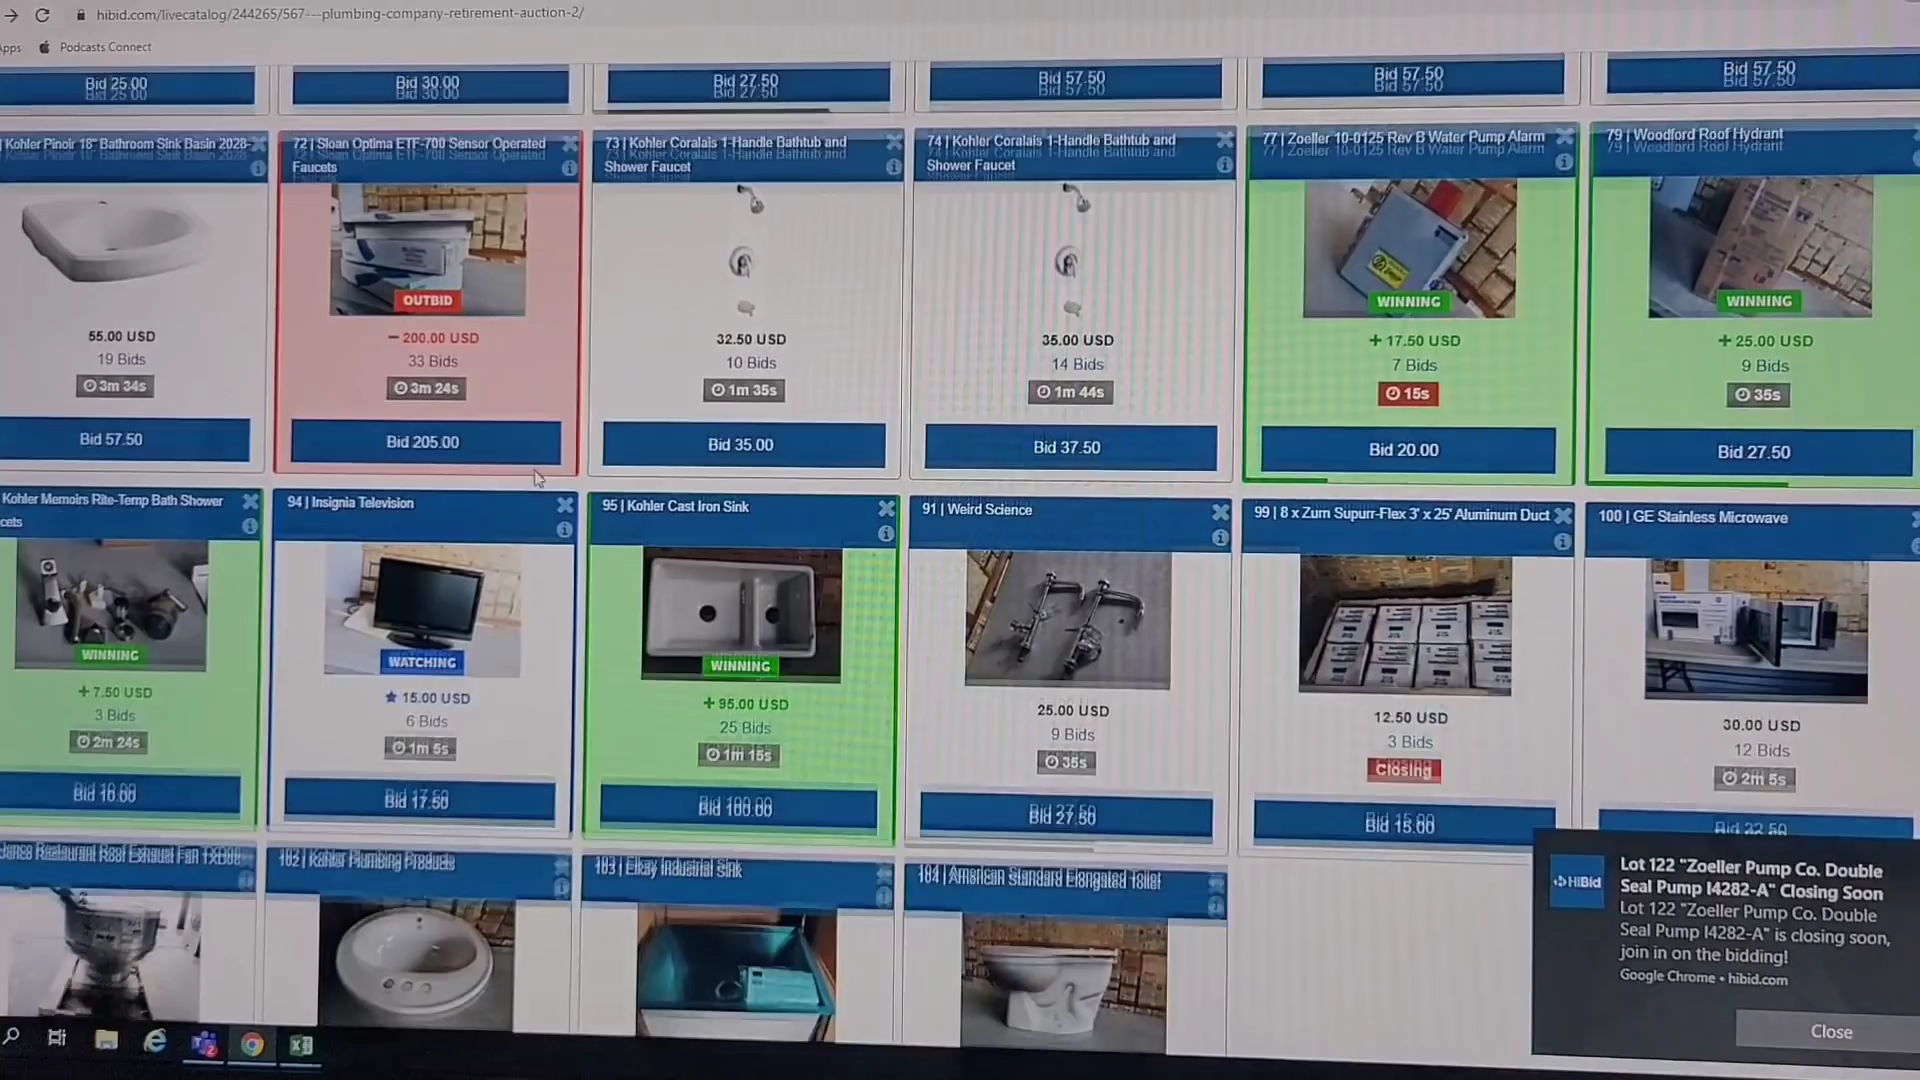 hibid.com/livecatalog/244265/567---plumbing-company-retirement-auction-2/
Apps Podcasts Connect
Bid 25.00
Bid 30.00
Bid 27.50
Bid 57.50
Bid 57.50
Bid 57.50
Kohler Pinoir 18" Bathroom Sink Basin 2028-
55.00 USD
19 Bids
3m 34s
Bid 57.50
72 | Sloan Optima ETF-700 Sensor Operated
Faucets
OUTBID
− 200.00 USD
33 Bids
3m 24s
Bid 205.00
73 | Kohler Coralais 1-Handle Bathtub and
Shower Faucet
32.50 USD
10 Bids
1m 35s
Bid 35.00
74 | Kohler Coralais 1-Handle Bathtub and
Shower Faucet
35.00 USD
14 Bids
1m 44s
Bid 37.50
77 | Zoeller 10-0125 Rev B Water Pump Alarm
WINNING
+ 17.50 USD
7 Bids
15s
Bid 20.00
79 | Woodford Roof Hydrant
WINNING
+ 25.00 USD
9 Bids
35s
Bid 27.50
Kohler Memoirs Rite-Temp Bath Shower
cets
WINNING
+ 7.50 USD
3 Bids
2m 24s
Bid 10.00
94 | Insignia Television
WATCHING
15.00 USD
6 Bids
1m 5s
Bid 17.50
95 | Kohler Cast Iron Sink
WINNING
+ 95.00 USD
25 Bids
1m 15s
Bid 100.00
91 | Weird Science
25.00 USD
9 Bids
35s
Bid 27.50
99 | 8 x Zurn Supurr-Flex 3' x 25' Aluminum Duct
12.50 USD
3 Bids
Closing
Bid 15.00
100 | GE Stainless Microwave
30.00 USD
12 Bids
2m 5s
Restaurant Roof Exhaust Fan
102 | Kohler Plumbing Products
103 | Elkay Industrial Sink
104 | American Standard Elongated Toilet
HiBid
Lot 122 "Zoeller Pump Co. Double
Seal Pump I4282-A" Closing Soon
Lot 122 "Zoeller Pump Co. Double
Seal Pump I4282-A" is closing soon,
join in on the bidding!
Google Chrome • hibid.com
Close